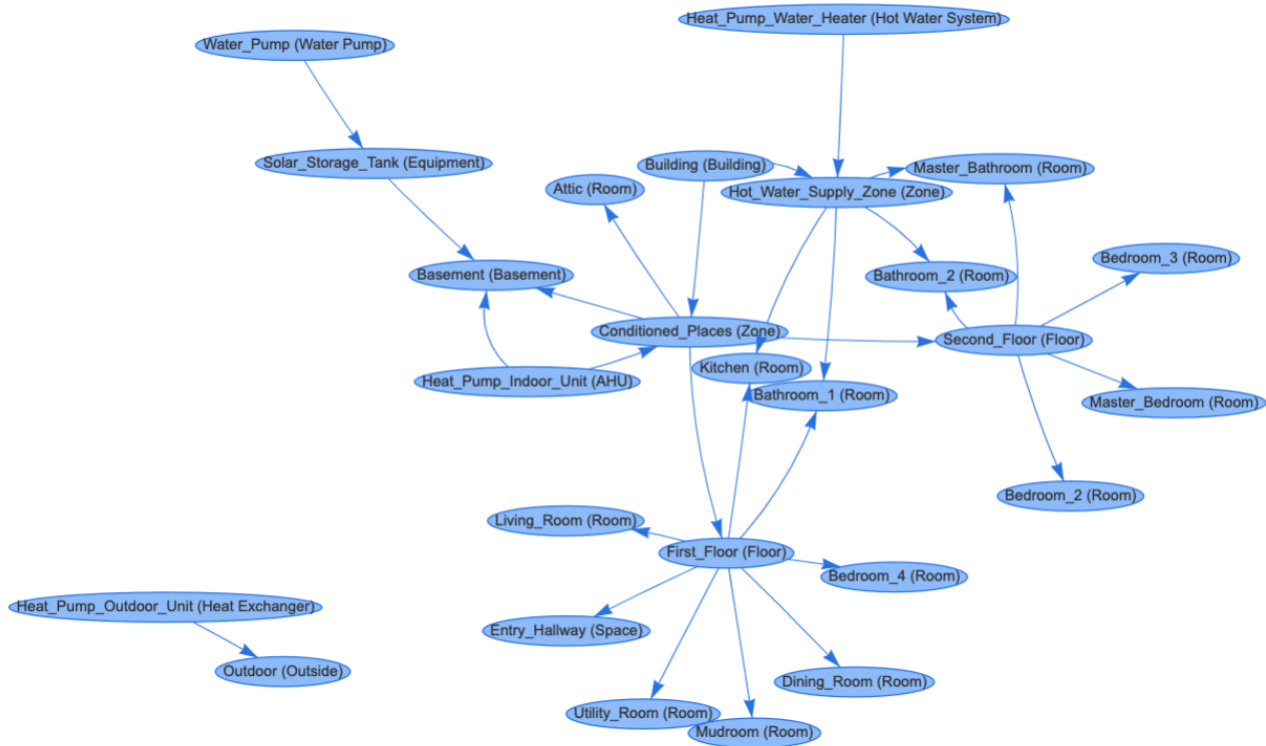 Heat_Pump_Water_Heater (Hot Water System)
Water_Pump (Water Pump)
Solar_Storage_Tank (Equipment)
Building (Building)
Master_Bathroom (Room)
Attic (Room)
Hot_Water_Supply_Zone (Zone)
Bedroom_3 (Room)
Basement (Basement)
Bathroom_2 (Room)
Conditioned_Places (Zone)
Second_Floor (Floor)
Kitchen (Room)
Heat_Pump_Indoor_Unit (AHU)
Bathroom_1 (Room)
Master_Bedroom (Room)
Bedroom_2 (Room)
Living_Room (Room)
First_Floor (Floor)
Bedroom_4 (Room)
Heat_Pump_Outdoor_Unit (Heat Exchanger)
Entry_Hallway (Space)
Outdoor (Outside)
Dining_Room (Room)
Utility_Room (Room)
Mudroom (Room)